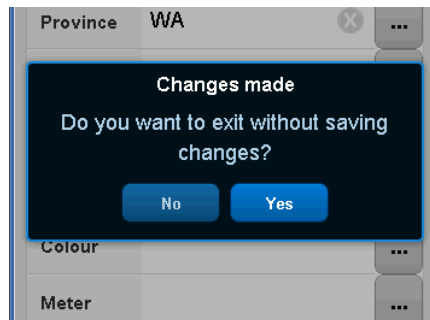 Province WA X ...
Changes made
Do you want to exit without saving
changes?
No Yes
Colour ...
Meter ...